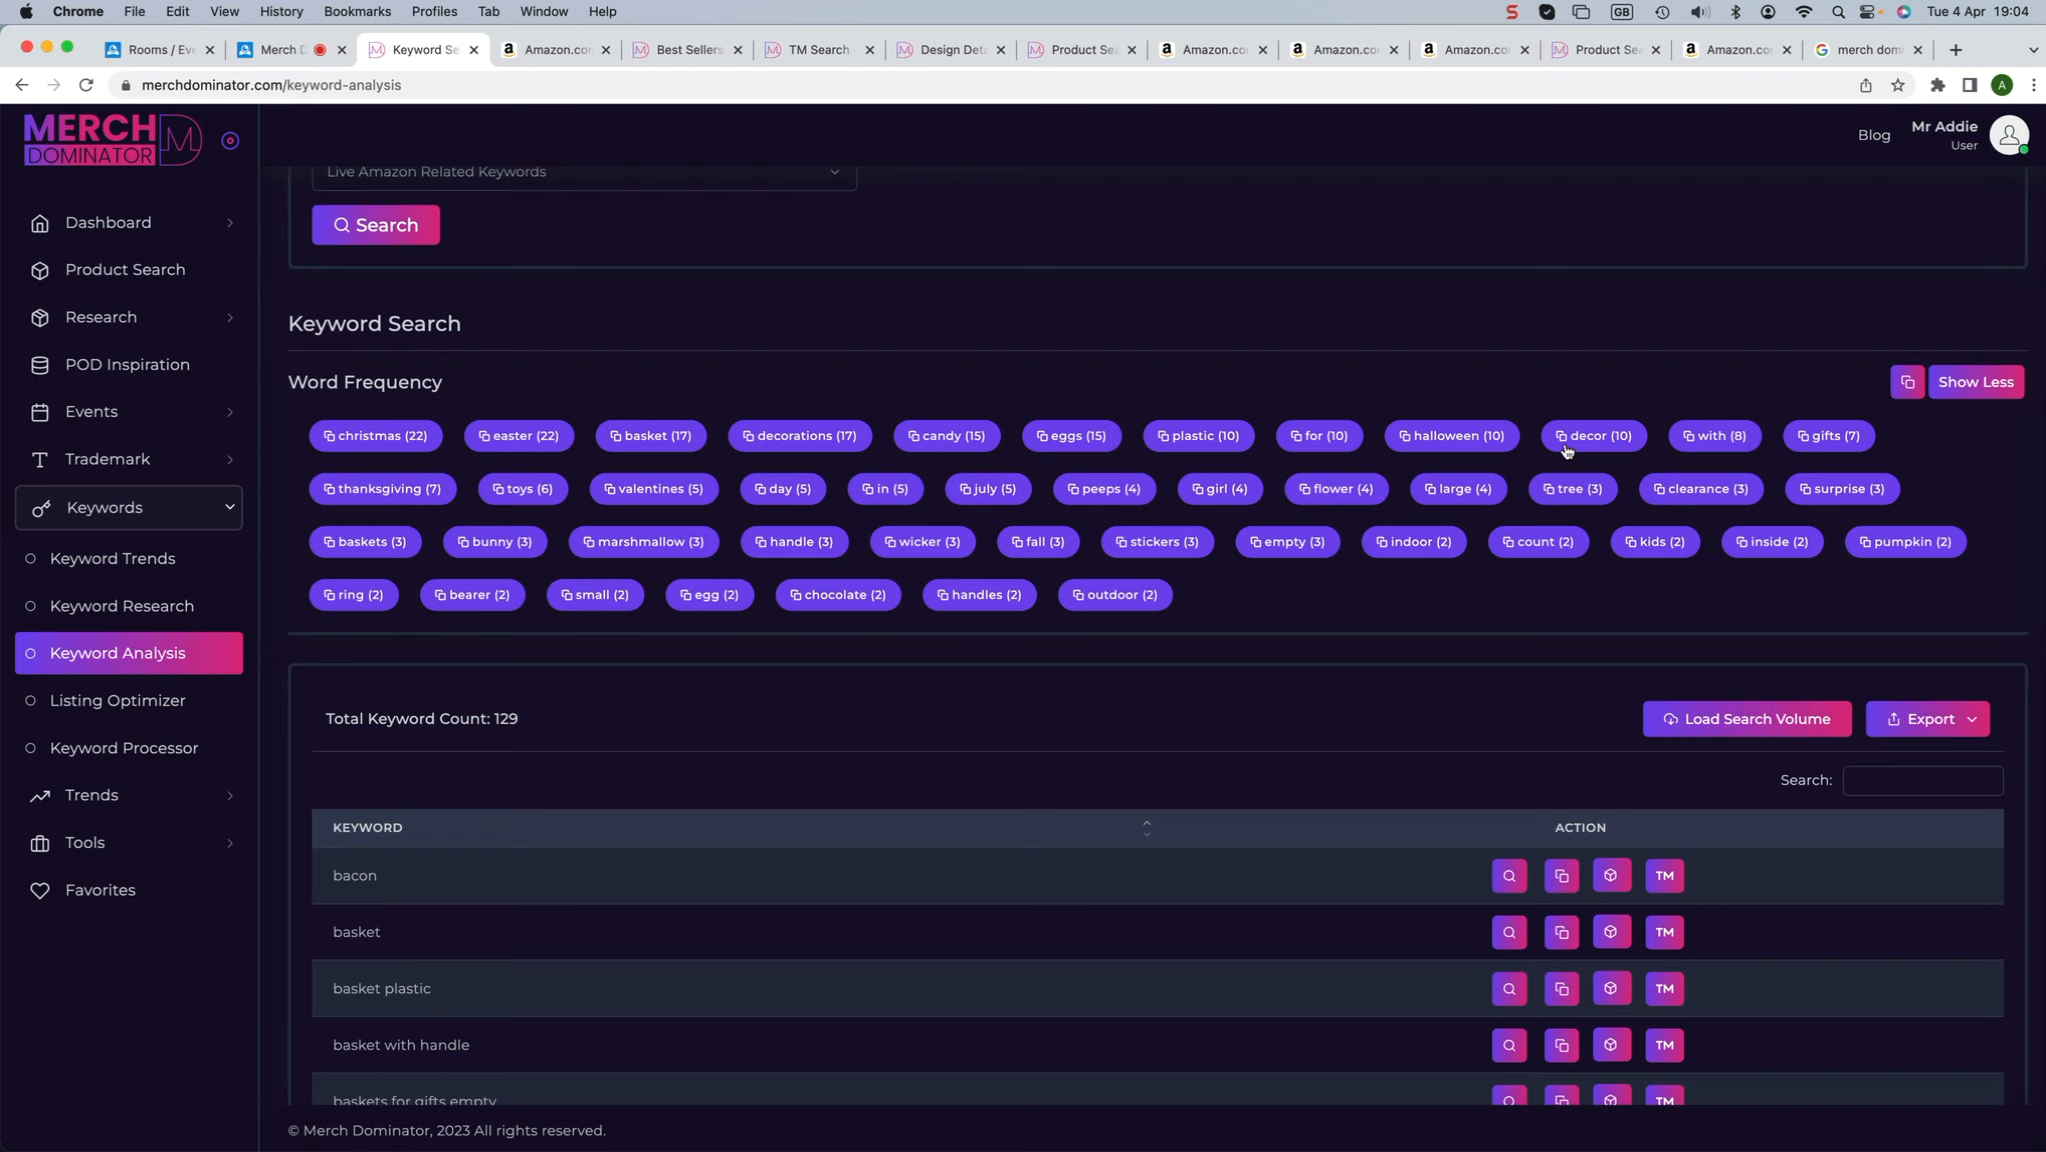 Chrome File Edit View History Bookmarks Profiles Tab Window Help GB Tue 4 Apr 19:04
Rooms / Eve Merch D Keyword Se Amazon.co Best Sellers TM Search - Design Deta Product Sea Amazon.co Amazon.co Amazon.co Product Sea Amazon.co merch domi
merchdominator.com/keyword-analysis A
MERCH DOMINATOR
Blog Mr Addie
User
Live Amazon Related Keywords
Search
Dashboard
Product Search
Research
POD Inspiration
Events
Trademark
Keywords
Keyword Trends
Keyword Research
Keyword Analysis
Listing Optimizer
Keyword Processor
Trends
Tools
Favorites
Keyword Search
Word Frequency Show Less
christmas (22) easter (22) basket (17) decorations (17) candy (15) eggs (15) plastic (10) for (10) halloween (10) decor (10) with (8) gifts (7)
thanksgiving (7) toys (6) valentines (5) day (5) in (5) july (5) peeps (4) girl (4) flower (4) large (4) tree (3) clearance (3) surprise (3)
baskets (3) bunny (3) marshmallow (3) handle (3) wicker (3) fall (3) stickers (3) empty (3) indoor (2) count (2) kids (2) inside (2) pumpkin (2)
ring (2) bearer (2) small (2) egg (2) chocolate (2) handles (2) outdoor (2)
Total Keyword Count: 129 Load Search Volume Export
Search:
KEYWORD ACTION
bacon TM
basket TM
basket plastic TM
basket with handle TM
baskets for gifts empty TM
© Merch Dominator, 2023 All rights reserved.